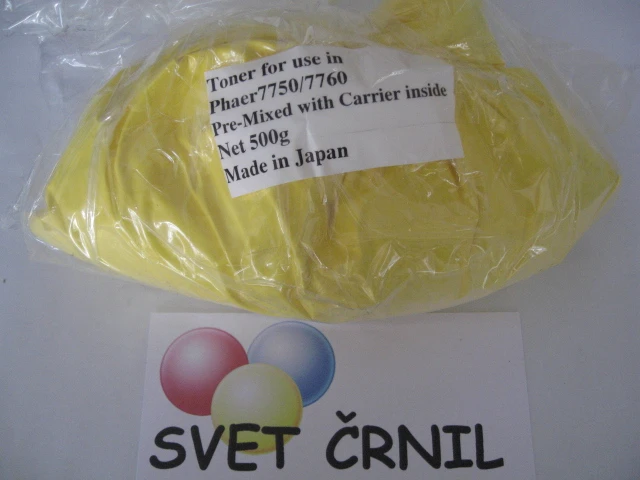 Toner for use in
Phaer7750/7760
Pre-Mixed with Carrier inside
Net 500g
Made in Japan
SVET ČRNIL